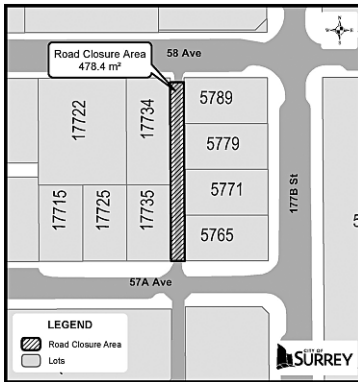 58 Ave
Road Closure Area
478.4 m²
17722
17734
5789
5779
5771
5765
17715
17725
17735
177B St
57A Ave
5
LEGEND
Road Closure Area
Lots
CITY OF
SURREY